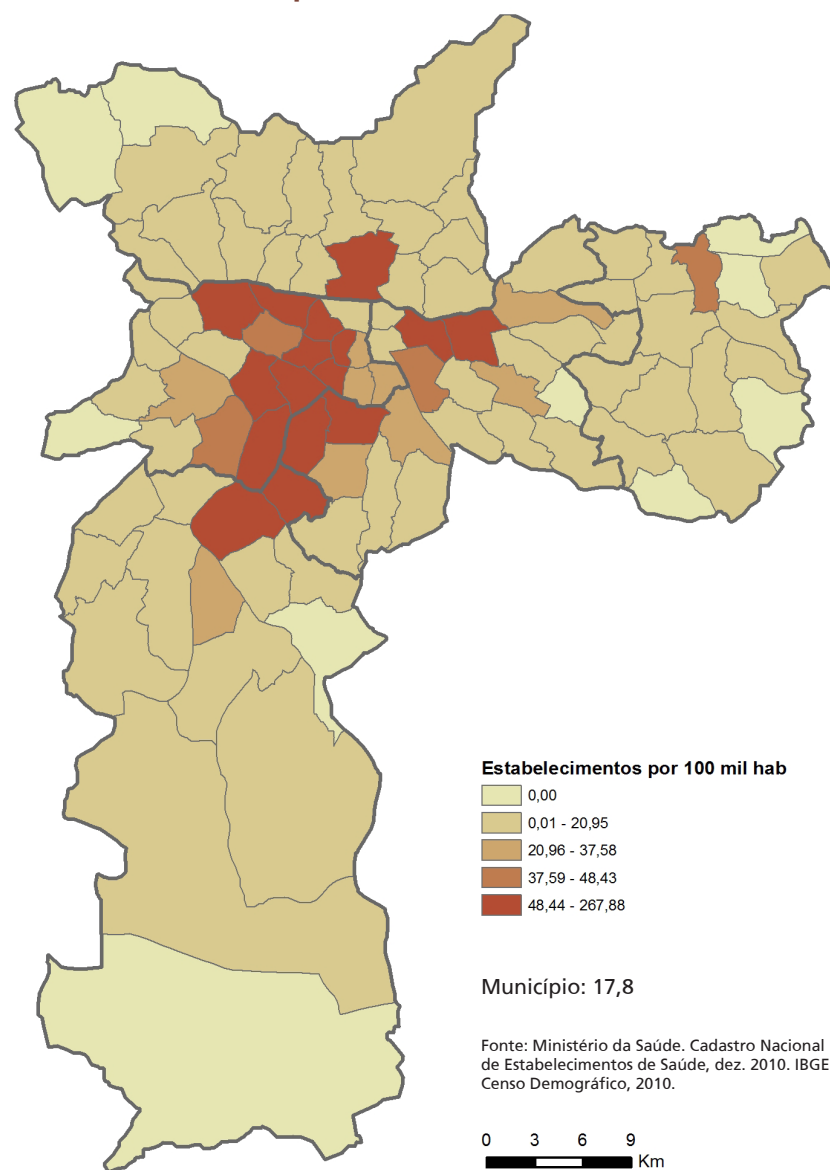 Estabelecimentos por 100 mil hab
0,00
0,01 - 20,95
20,96 - 37,58
37,59 - 48,43
48,44 - 267,88
Município: 17,8
Fonte: Ministério da Saúde. Cadastro Nacional
de Estabelecimentos de Saúde, dez. 2010. IBGE
Censo Demográfico, 2010.
0 3 6 9
Km